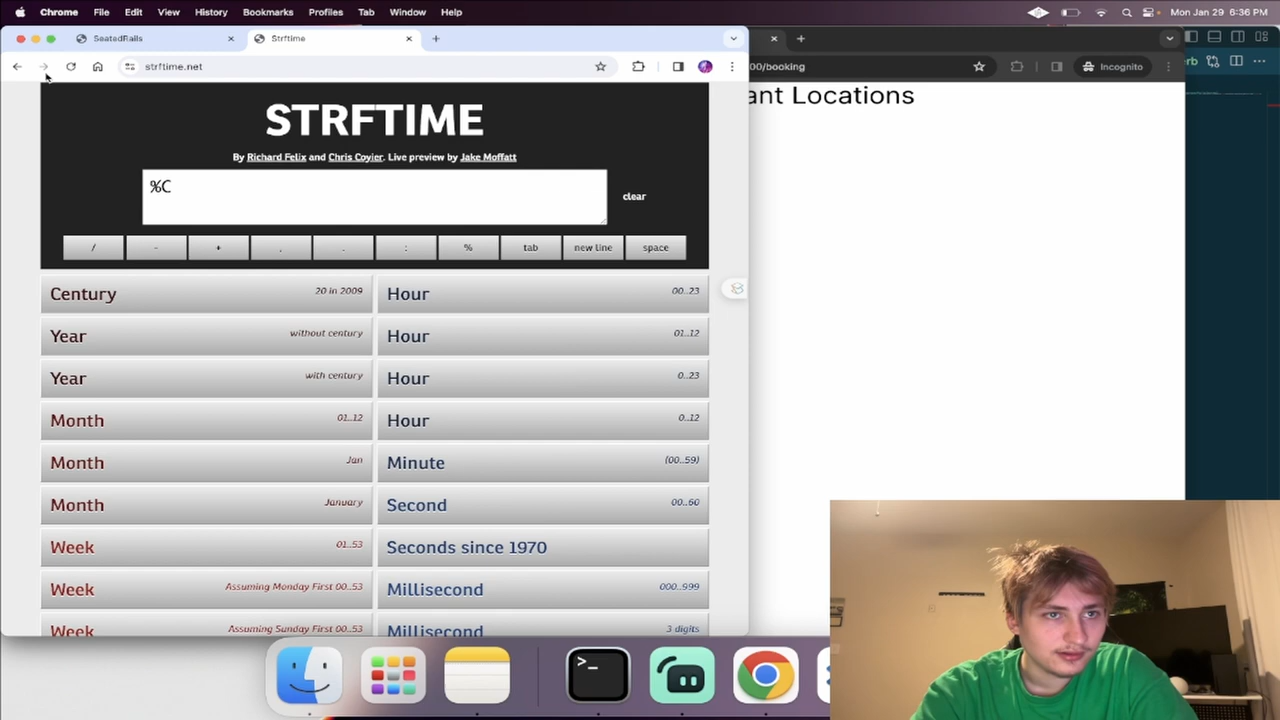 Chrome File Edit View History Bookmarks Profiles Tab Window Help Mon Jan 29 6:36 PM
SeatedRails Strftime
strftime.net
00/booking Incognito
erb
ant Locations
STRFTIME
By Richard Felix and Chris Coyier. Live preview by Jake Moffatt
%C
clear
/ - + , . : % tab new line space
Century 20 in 2009 Hour 00..23
Year without century Hour 01..12
Year with century Hour 0..23
Month 01..12 Hour 0..12
Month Jan Minute (00..59)
Month January Second 00..60
Week 01..53 Seconds since 1970
Week Assuming Monday First 00..53 Millisecond 000..999
Week Assuming Sunday First 00..53 Millisecond 3 digits
>_